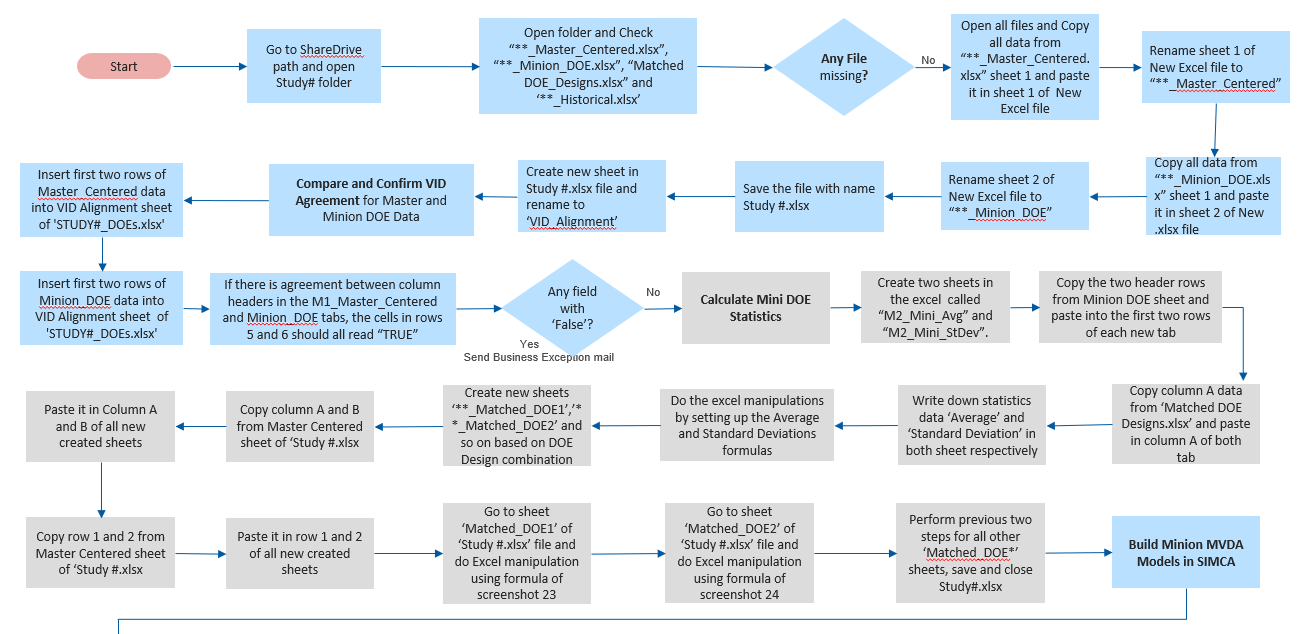 Start
Go to ShareDrive
path and open
Study# folder
Open folder and Check
“**_Master_Centered.xlsx”,
“**_Minion_DOE.xlsx”, “Matched
DOE_Designs.xlsx” and
‘**_Historical.xlsx’
Any File
missing?
No
Open all files and Copy
all data from
“**_Master_Centered.
xlsx” sheet 1 and paste
it in sheet 1 of New
Excel file
Rename sheet 1 of
New Excel file to
“**_Master_Centered”
Copy all data from
“**_Minion_DOE.xls
x” sheet 1 and paste
it in sheet 2 of New
.xlsx file
Rename sheet 2 of
New Excel file to
“**_Minion_DOE”
Save the file with name
Study #.xlsx
Create new sheet in
Study #.xlsx file and
rename to
‘VID_Alignment’
Compare and Confirm VID
Agreement for Master and
Minion DOE Data
Insert first two rows of
Master_Centered data
into VID Alignment sheet
of 'STUDY#_DOEs.xlsx'
Insert first two rows of
Minion_DOE data into
VID Alignment sheet of
'STUDY#_DOEs.xlsx'
If there is agreement between column
headers in the M1_Master_Centered
and Minion_DOE tabs, the cells in rows
5 and 6 should all read “TRUE”
Any field
with
‘False’?
No
Yes
Send Business Exception mail
Calculate Mini DOE
Statistics
Create two sheets in
the excel called
“M2_Mini_Avg” and
“M2_Mini_StDev”.
Copy the two header rows
from Minion DOE sheet and
paste into the first two rows
of each new tab
Copy column A data
from ‘Matched DOE
Designs.xlsx’ and paste
in column A of both
tab
Write down statistics
data ‘Average’ and
‘Standard Deviation’ in
both sheet respectively
Do the excel manipulations
by setting up the Average
and Standard Deviations
formulas
Create new sheets
‘**_Matched_DOE1’,’*
*_Matched_DOE2’ and
so on based on DOE
Design combination
Copy column A and B
from Master Centered
sheet of ‘Study #.xlsx
Paste it in Column A
and B of all new
created sheets
Copy row 1 and 2 from
Master Centered sheet
of ‘Study #.xlsx
Paste it in row 1 and 2
of all new created
sheets
Go to sheet
‘Matched_DOE1’ of
‘Study #.xlsx’ file and
do Excel manipulation
using formula of
screenshot 23
Go to sheet
‘Matched_DOE2’ of
‘Study #.xlsx’ file and
do Excel manipulation
using formula of
screenshot 24
Perform previous two
steps for all other
‘Matched_DOE*’
sheets, save and close
Study#.xlsx
Build Minion MVDA
Models in SIMCA